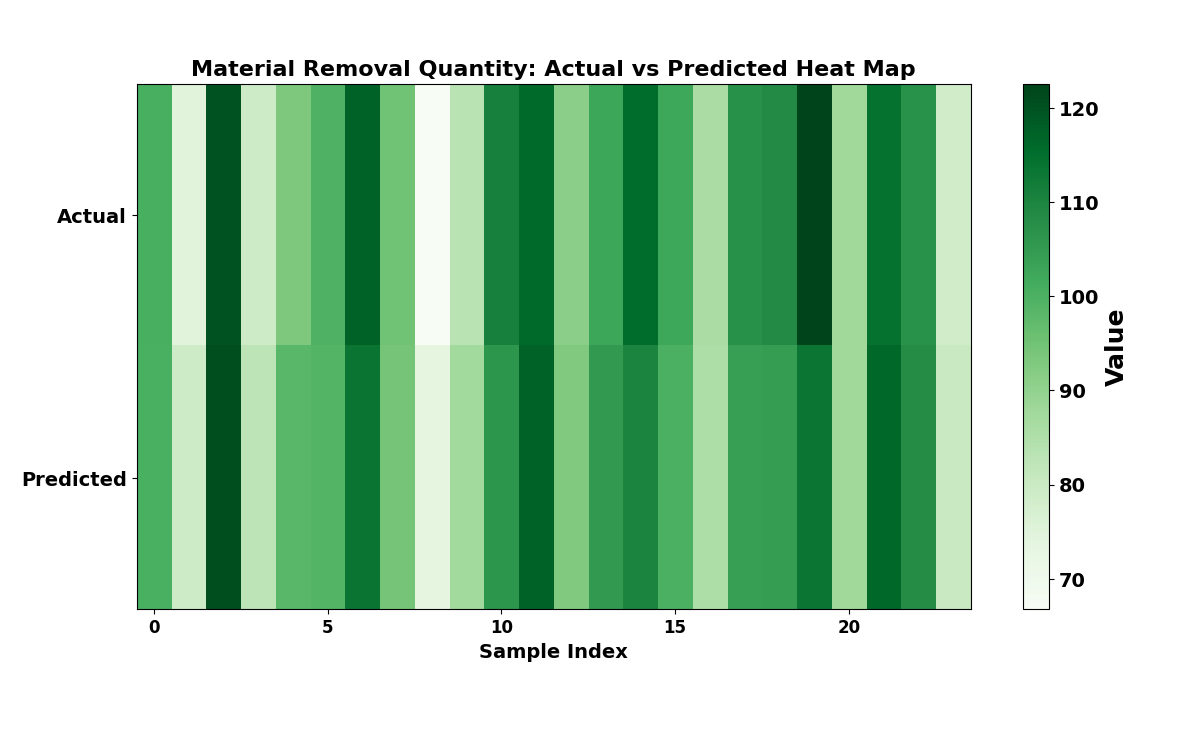 Material Removal Quantity: Actual vs Predicted Heat Map
Actual
Predicted
0
5
10
15
20
Sample Index
120
110
100
90
80
70
Value